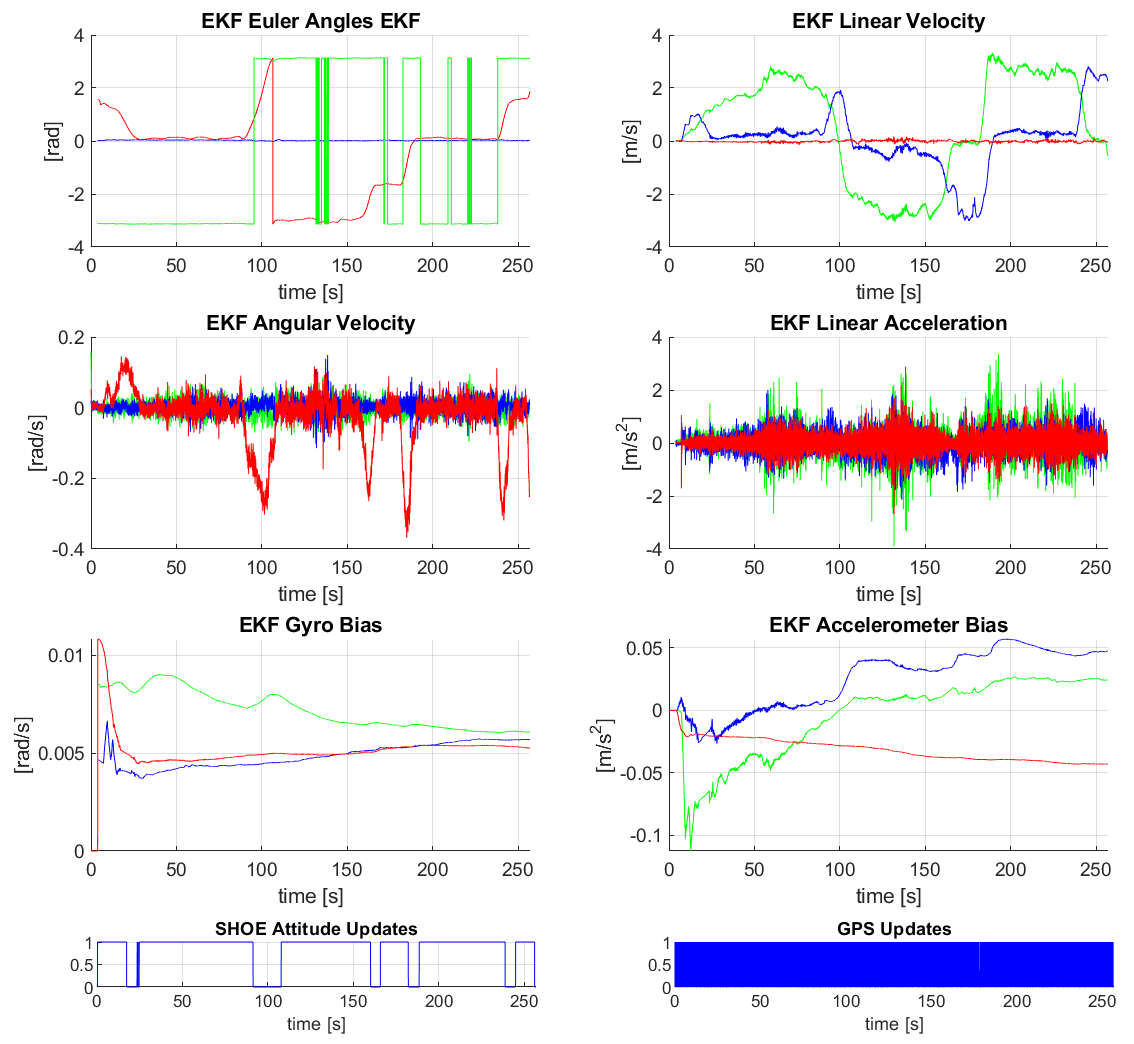 EKF Euler Angles EKF
4
2
0
-2
-4
[rad]
0 50 100 150 200 250
time [s]
EKF Linear Velocity
4
2
0
-2
-4
[m/s]
0 50 100 150 200 250
time [s]
EKF Angular Velocity
0.2
0
-0.2
-0.4
[rad/s]
0 50 100 150 200 250
time [s]
EKF Linear Acceleration
4
2
0
-2
-4
[m/s²]
0 50 100 150 200 250
time [s]
EKF Gyro Bias
0.01
0.005
0
[rad/s]
0 50 100 150 200 250
time [s]
EKF Accelerometer Bias
0.05
0
-0.05
-0.1
[m/s²]
0 50 100 150 200 250
time [s]
SHOE Attitude Updates
1
0.5
0
0 50 100 150 200 250
time [s]
GPS Updates
1
0.5
0
0 50 100 150 200 250
time [s]